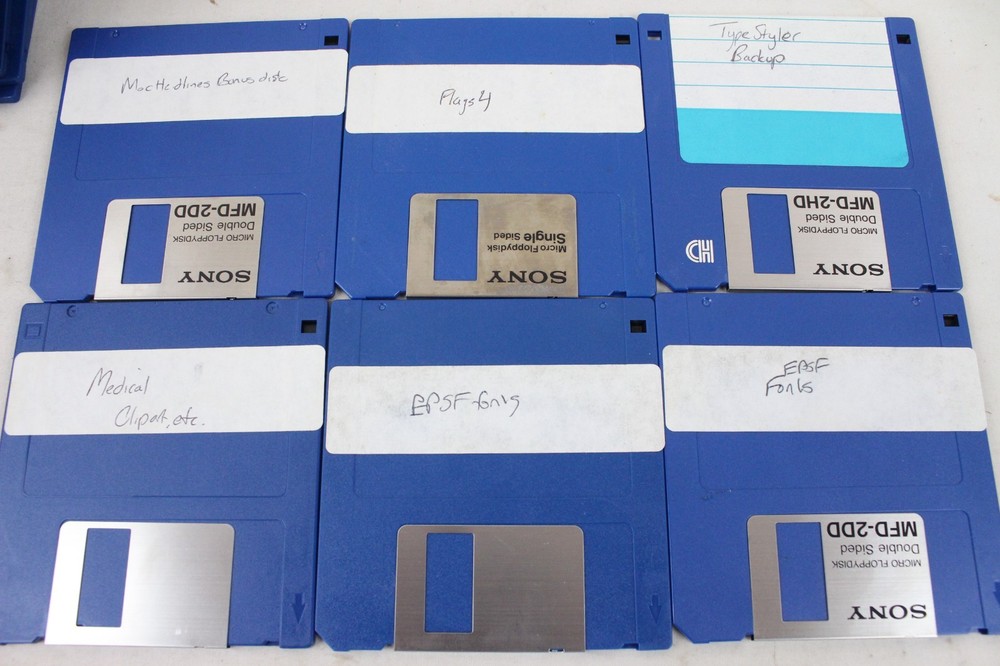 MacHeadlines Bonus disk
MFD-2DD
Double Sided
MICRO FLOPPYDISK
SONY
Flags 4
Single Sided
Micro Floppydisk
SONY
TypeStyler
Backup
MFD-2HD
Double Sided
MICRO FLOPPYDISK
SONY
HD
Medical
Clipart, etc.
EPSF fonts
EPSF
Fonts
MFD-2DD
Double Sided
MICRO FLOPPYDISK
SONY